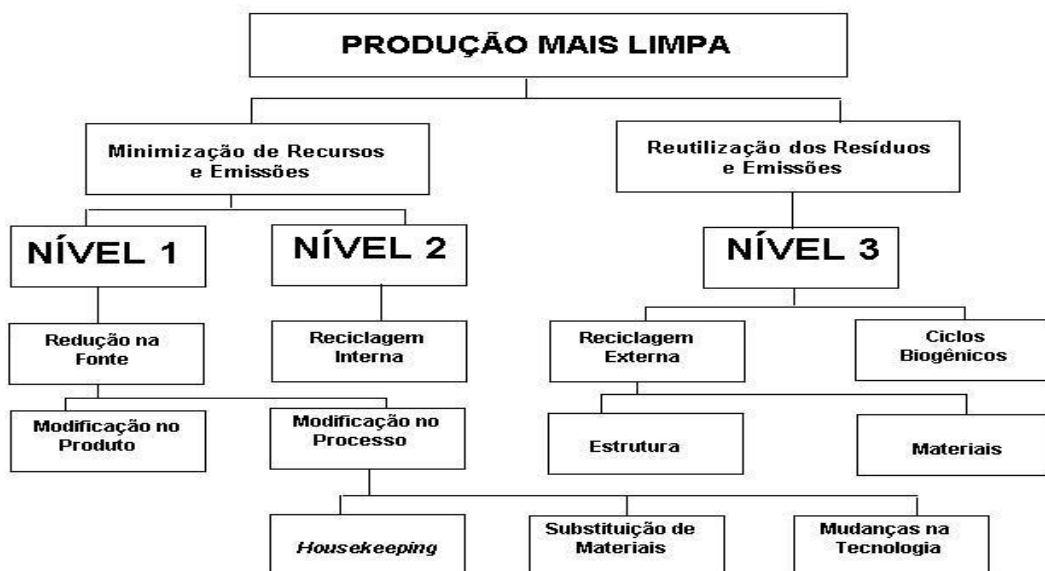 PRODUÇÃO MAIS LIMPA
Minimização de Recursos
e Emissões
Reutilização dos Resíduos
e Emissões
NÍVEL 1
NÍVEL 2
NÍVEL 3
Redução na
Fonte
Reciclagem
Interna
Reciclagem
Externa
Ciclos
Biogênicos
Modificação no
Produto
Modificação no
Processo
Estrutura
Materiais
Housekeeping
Substituição de
Materiais
Mudanças na
Tecnologia